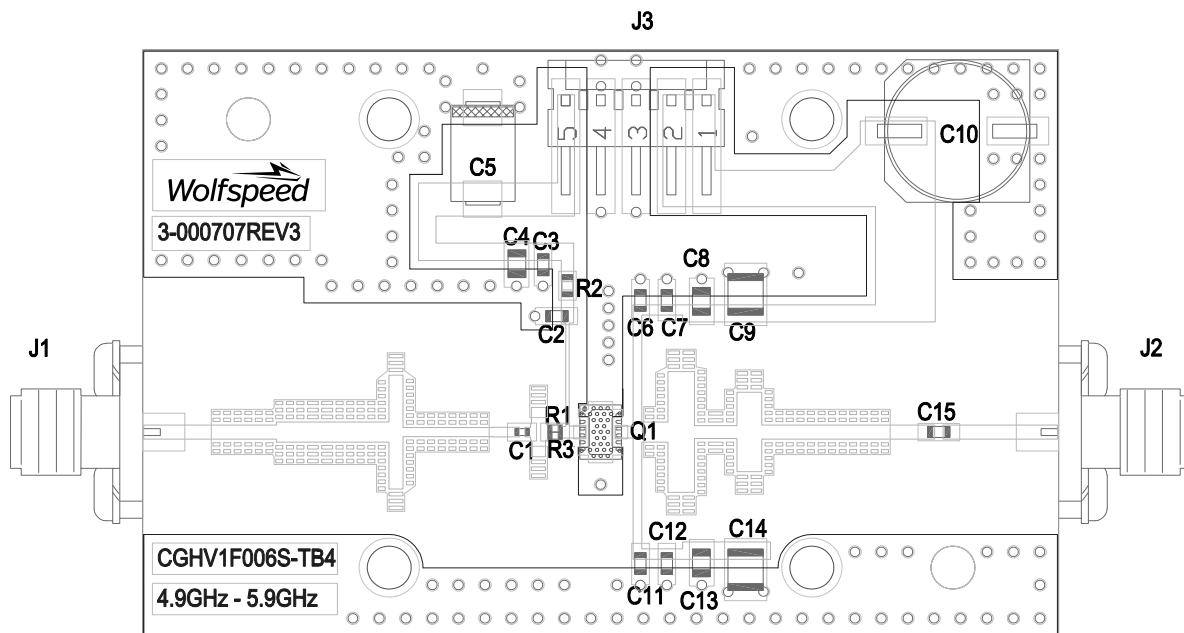 J3
5 4 3 2 1
C10
C5
Wolfspeed
3-000707REV3
C4 C3
C8
R2
C6 C7
C9
C2
J1
J2
R1
C15
Q1
C1 R3
C12 C14
CGHV1F006S-TB4
C11 C13
4.9GHz - 5.9GHz